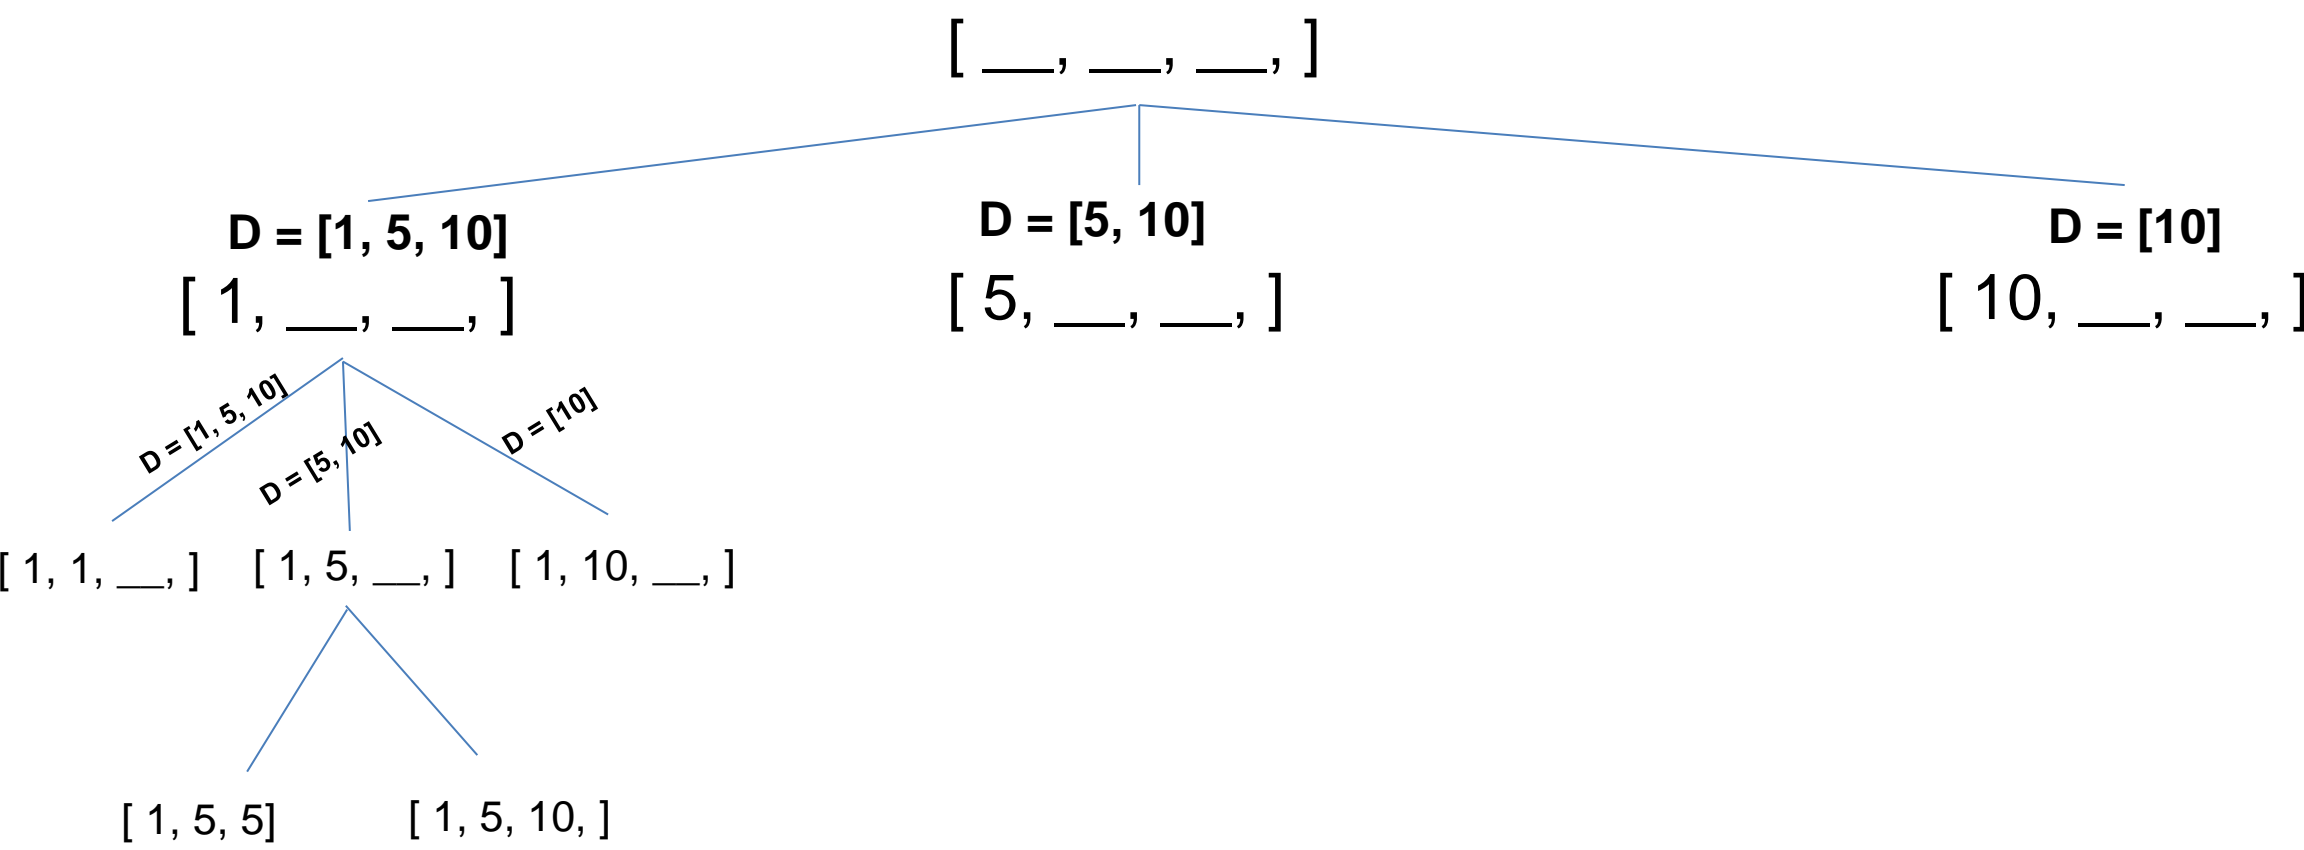 [ __, __, __, ]
D = [1, 5, 10]
[ 1, __, __, ]
D = [5, 10]
[ 5, __, __, ]
D = [10]
[ 10, __, __, ]
D = [1, 5, 10]
D = [5, 10]
D = [10]
[ 1, 1, __, ]
[ 1, 5, __, ]
[ 1, 10, __, ]
[ 1, 5, 5]
[ 1, 5, 10, ]